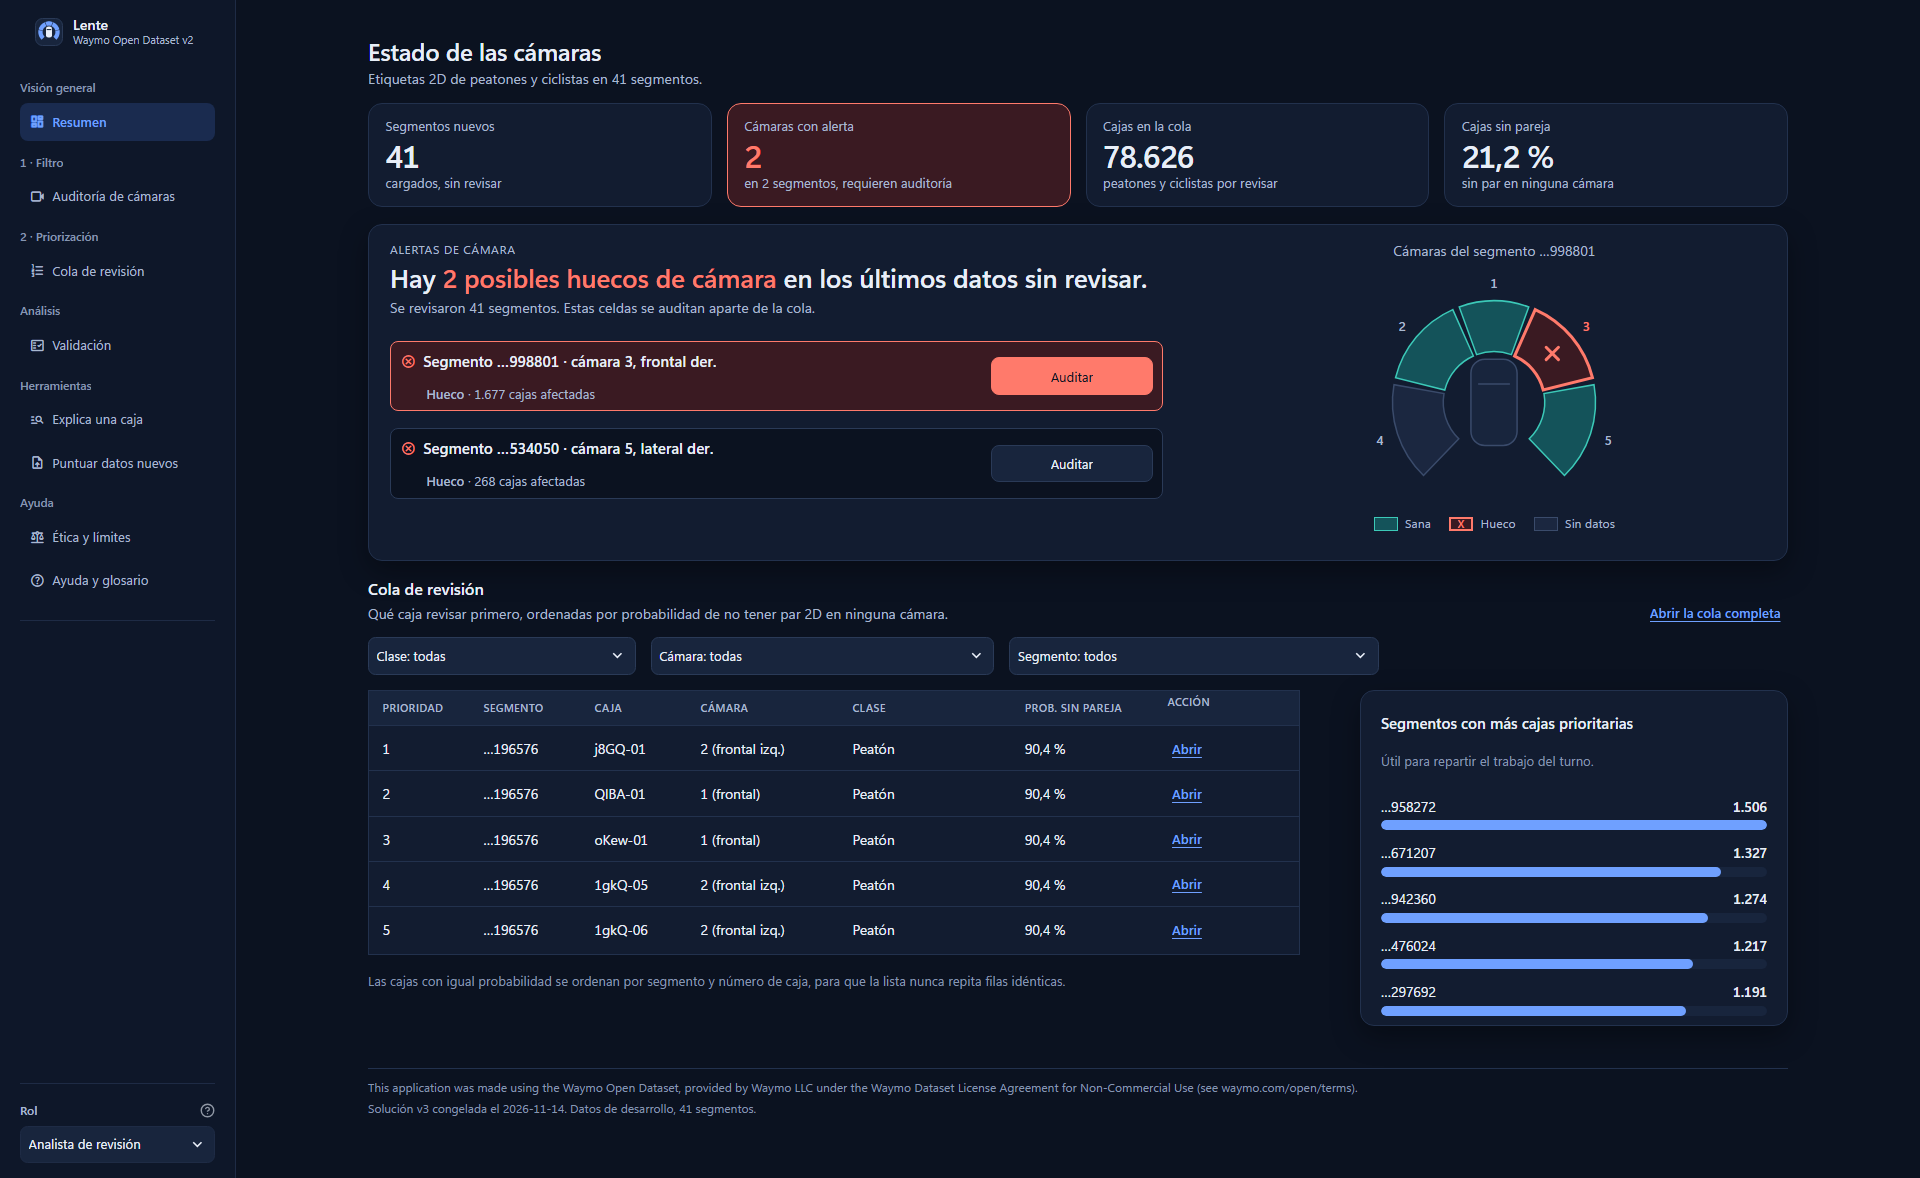 Lente
Waymo Open Dataset v2
Visión general
Resumen
1 · Filtro
Auditoría de cámaras
2 · Priorización
Cola de revisión
Análisis
Validación
Herramientas
Explica una caja
Puntuar datos nuevos
Ayuda
Ética y límites
Ayuda y glosario
Rol
Analista de revisión
Estado de las cámaras
Etiquetas 2D de peatones y ciclistas en 41 segmentos.
Segmentos nuevos
41
cargados, sin revisar
Cámaras con alerta
2
en 2 segmentos, requieren auditoría
Cajas en la cola
78.626
peatones y ciclistas por revisar
Cajas sin pareja
21,2 %
sin par en ninguna cámara
ALERTAS DE CÁMARA
Hay 2 posibles huecos de cámara en los últimos datos sin revisar.
Se revisaron 41 segmentos. Estas celdas se auditan aparte de la cola.
Segmento ...998801 · cámara 3, frontal der.
Hueco · 1.677 cajas afectadas
Auditar
Segmento ...534050 · cámara 5, lateral der.
Hueco · 268 cajas afectadas
Auditar
Cámaras del segmento ...998801
1
2
3
4
5
Sana
X Hueco
Sin datos
Cola de revisión
Qué caja revisar primero, ordenadas por probabilidad de no tener par 2D en ninguna cámara.
Abrir la cola completa
Clase: todas
Cámara: todas
Segmento: todos
PRIORIDAD SEGMENTO CAJA CÁMARA CLASE PROB. SIN PAREJA ACCIÓN
1 ...196576 j8GQ-01 2 (frontal izq.) Peatón 90,4 % Abrir
2 ...196576 QIBA-01 1 (frontal) Peatón 90,4 % Abrir
3 ...196576 oKew-01 1 (frontal) Peatón 90,4 % Abrir
4 ...196576 1gkQ-05 2 (frontal izq.) Peatón 90,4 % Abrir
5 ...196576 1gkQ-06 2 (frontal izq.) Peatón 90,4 % Abrir
Las cajas con igual probabilidad se ordenan por segmento y número de caja, para que la lista nunca repita filas idénticas.
Segmentos con más cajas prioritarias
Útil para repartir el trabajo del turno.
...958272 1.506
...671207 1.327
...942360 1.274
...476024 1.217
...297692 1.191
This application was made using the Waymo Open Dataset, provided by Waymo LLC under the Waymo Dataset License Agreement for Non-Commercial Use (see waymo.com/open/terms).
Solución v3 congelada el 2026-11-14. Datos de desarrollo, 41 segmentos.